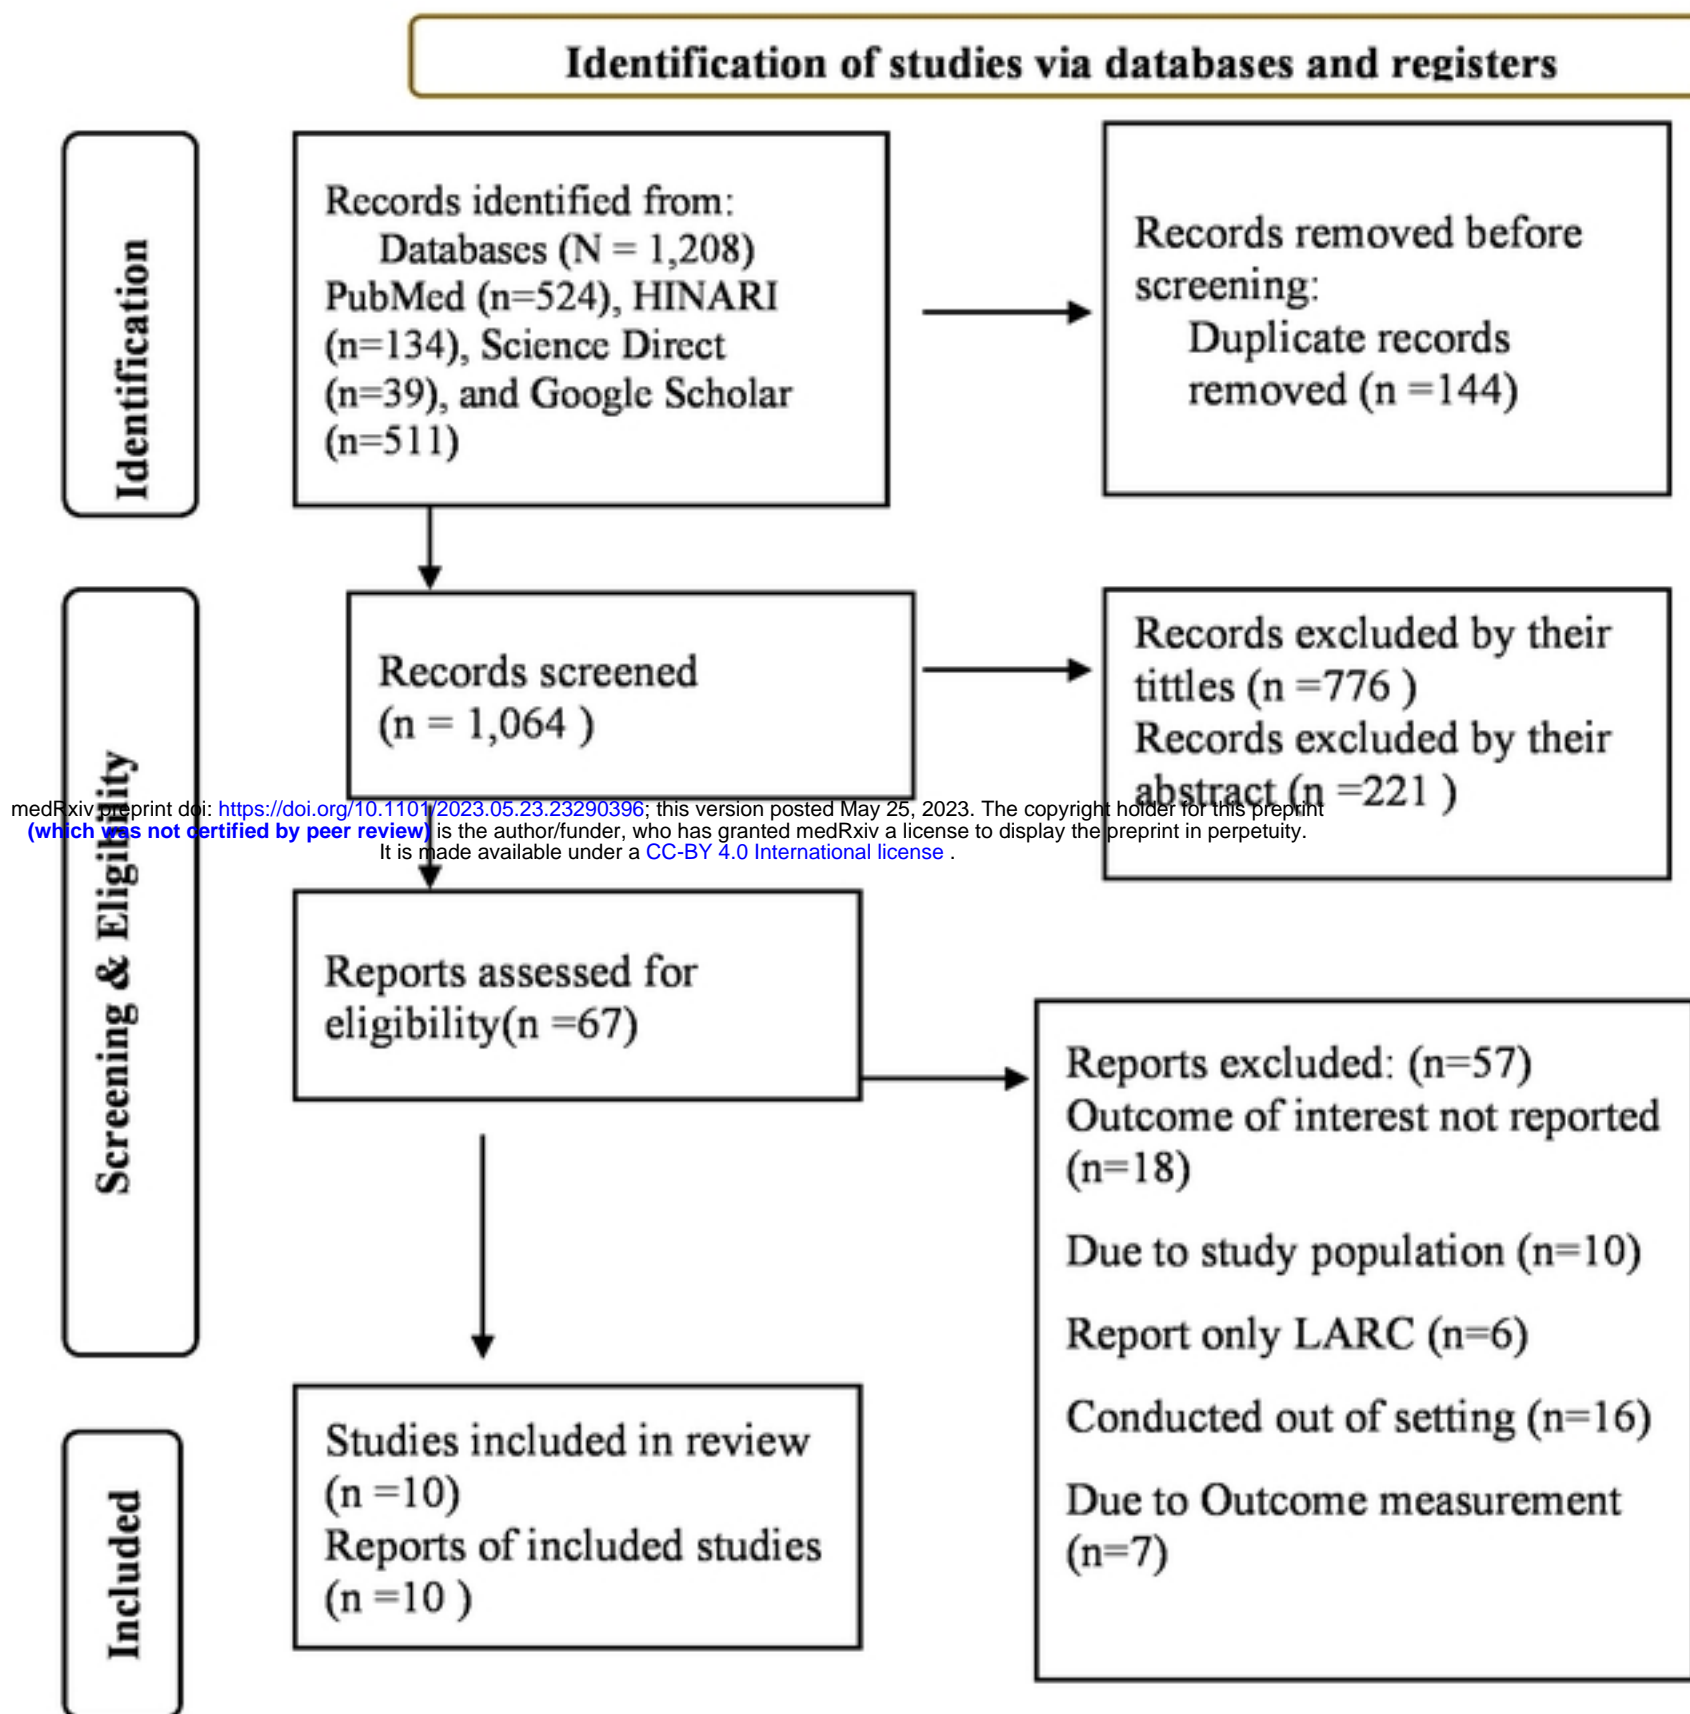 Identification of studies via databases and registers
Identification
Records identified from:
Databases (N = 1,208)
PubMed (n=524), HINARI
(n=134), Science Direct
(n=39), and Google Scholar
(n=511)
Records removed before
screening:
Duplicate records
removed (n =144)
Screening & Eligibility
Records screened
(n = 1,064 )
Records excluded by their
tittles (n =776 )
Records excluded by their
abstract (n =221 )
medRxiv preprint doi: https://doi.org/10.1101/2023.05.23.23290396; this version posted May 25, 2023. The copyright holder for this preprint
(which was not certified by peer review) is the author/funder, who has granted medRxiv a license to display the preprint in perpetuity.
It is made available under a CC-BY 4.0 International license .
Reports assessed for
eligibility(n =67)
Reports excluded: (n=57)
Outcome of interest not reported
(n=18)
Due to study population (n=10)
Report only LARC (n=6)
Conducted out of setting (n=16)
Due to Outcome measurement
(n=7)
Included
Studies included in review
(n =10)
Reports of included studies
(n =10 )